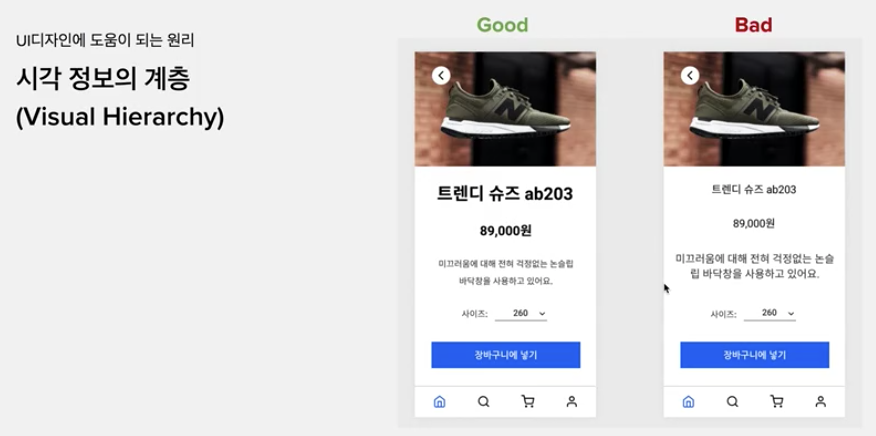 UI디자인에 도움이 되는 원리
시각 정보의 계층
(Visual Hierarchy)
Good
N
트렌디 슈즈 ab203
89,000원
미끄러움에 대해 전혀 걱정없는 논슬립
바닥창을 사용하고 있어요.
사이즈: 260
장바구니에 넣기
Bad
N
트렌디 슈즈 ab203
89,000원
미끄러움에 대해 전혀 걱정없는 논슬
립 바닥창을 사용하고 있어요.
사이즈: 260
장바구니에 넣기